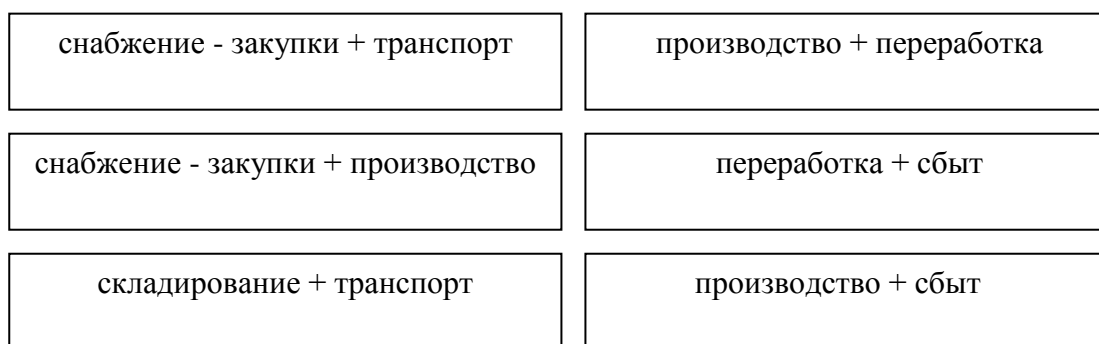 снабжение - закупки + транспорт
производство + переработка
снабжение - закупки + производство
переработка + сбыт
складирование + транспорт
производство + сбыт